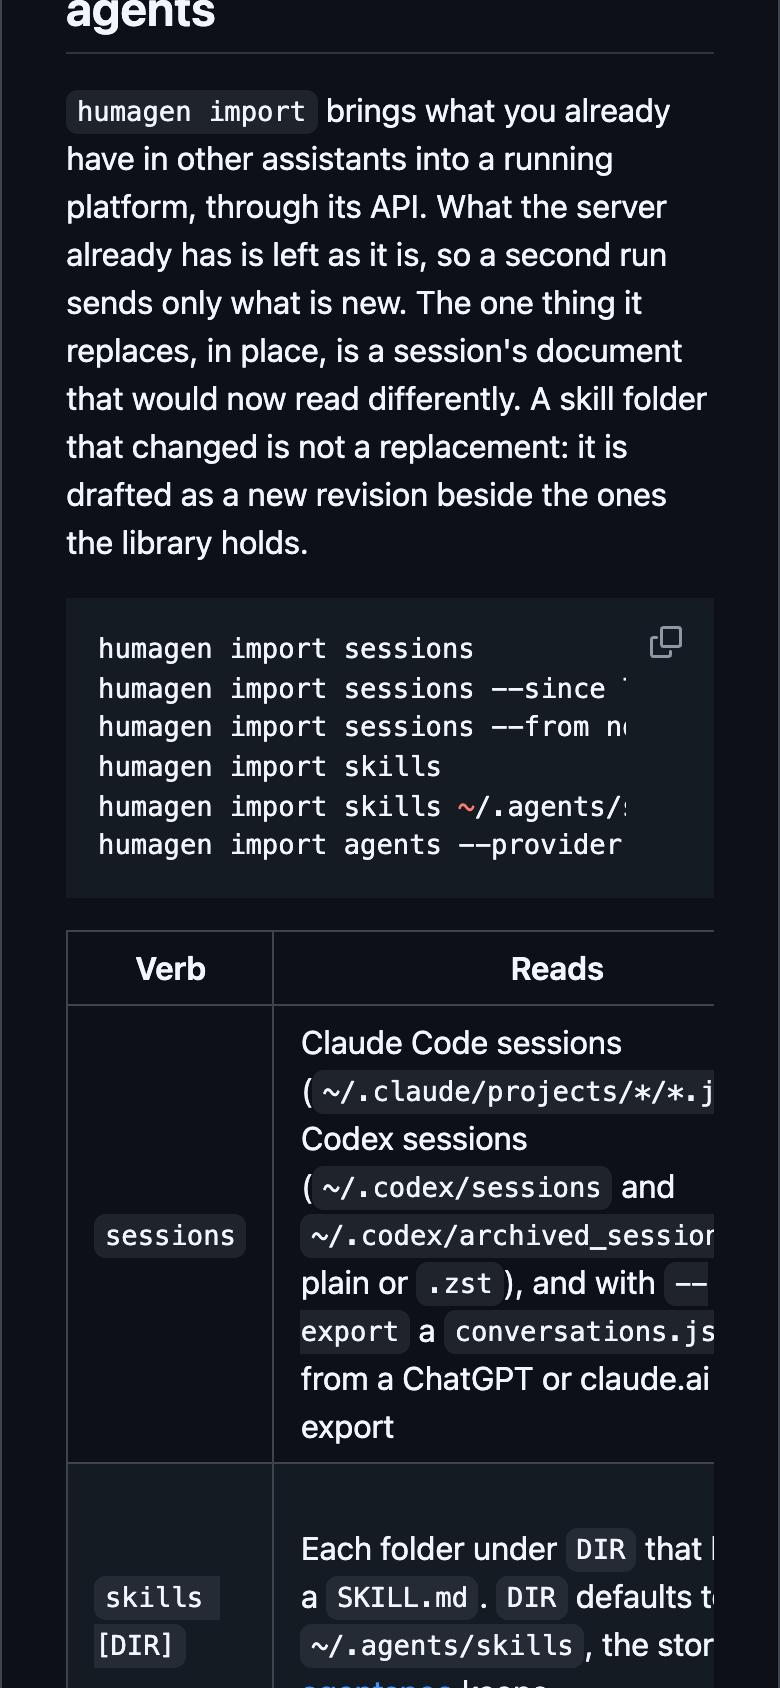 agents
humagen import brings what you already
have in other assistants into a running
platform, through its API. What the server
already has is left as it is, so a second run
sends only what is new. The one thing it
replaces, in place, is a session's document
that would now read differently. A skill folder
that changed is not a replacement: it is
drafted as a new revision beside the ones
the library holds.
humagen import sessions
humagen import sessions --since
humagen import sessions --from
humagen import skills
humagen import skills ~/.agents/
humagen import agents --provider
Verb Reads
sessions
Claude Code sessions
(~/.claude/projects/*/*.j
Codex sessions
(~/.codex/sessions and
~/.codex/archived_session
plain or .zst), and with --
export a conversations.js
from a ChatGPT or claude.ai
export
skills
[DIR]
Each folder under DIR that
a SKILL.md. DIR defaults
~/.agents/skills, the stor